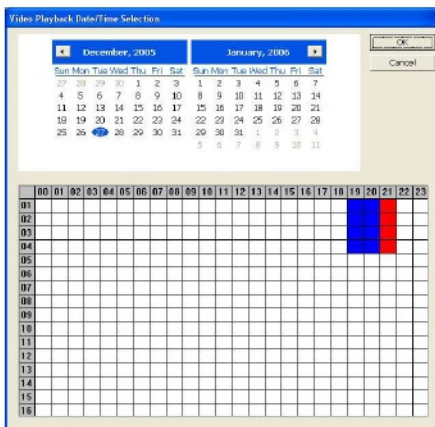 Video Playback Date/Time Selection
December, 2005 January, 2006
OK
Cancel
Sun Mon Tue Wed Thu Fri Sat Sun Mon Tue Wed Thu Fri Sat
27 28 29 30 1 2 3 1 2 3 4 5 6 7
4 5 6 7 8 9 10 8 9 10 11 12 13 14
11 12 13 14 15 16 17 15 16 17 18 19 20 21
18 19 20 21 22 23 24 22 23 24 25 26 27 28
25 26 27 28 29 30 31 29 30 31 1 2 3 4
5 6 7 8 9 10 11
00 01 02 03 04 05 06 07 08 09 10 11 12 13 14 15 16 17 18 19 20 21 22 23
01
02
03
04
05
06
07
08
09
10
11
12
13
14
15
16